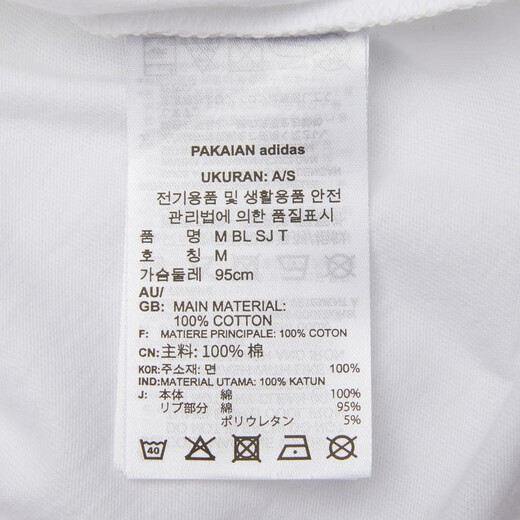 PAKAIAN adidas
UKURAN: A/S
전기용품 및 생활용품 안전
관리법에 의한 품질표시
품 명 M BL SJ T
호 칭 M
가슴둘레 95cm
AU/
GB: MAIN MATERIAL:
100% COTTON
F: MATIERE PRINCIPALE: 100% COTON
CN: 主料: 100% 棉
KOR: 주소재: 면 100%
IND: MATERIAL UTAMA: 100% KATUN
J: 本体 綿 100%
リブ部分 綿 95%
ポリウレタン 5%
40